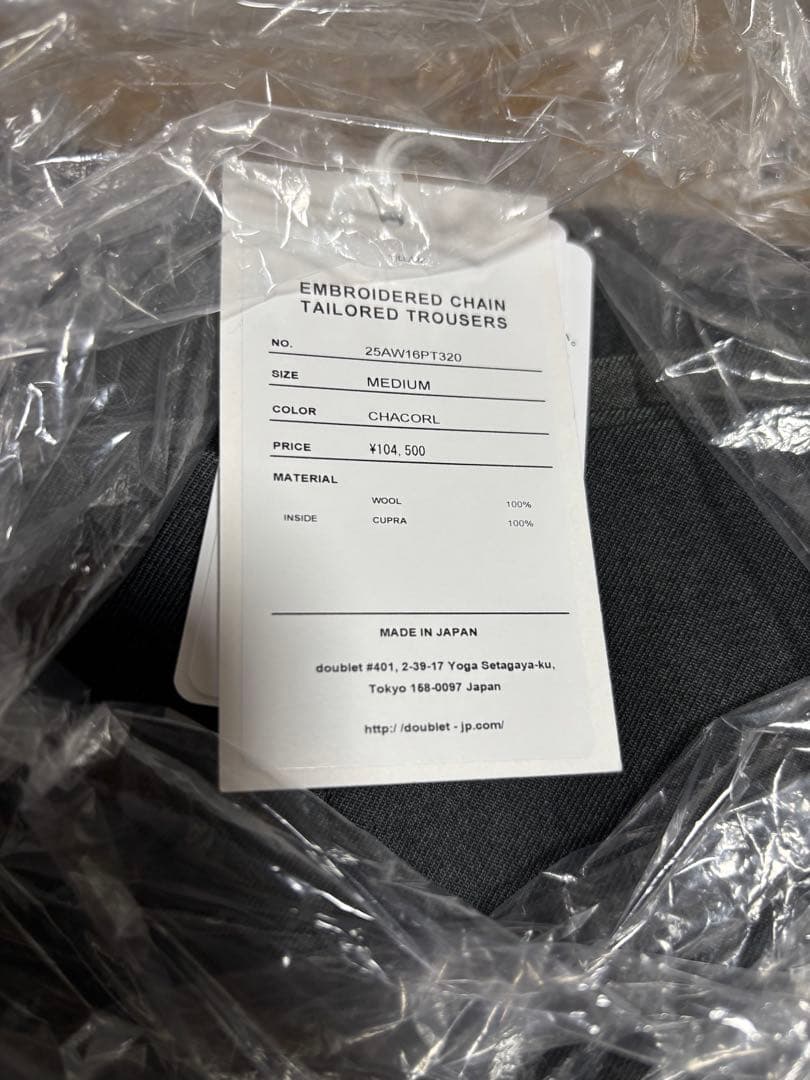 EMBROIDERED CHAIN
TAILORED TROUSERS
NO. 25AW16PT320
SIZE MEDIUM
COLOR CHACORL
PRICE ¥104,500
MATERIAL
WOOL 100%
INSIDE CUPRA 100%
MADE IN JAPAN
doublet #401, 2-39-17 Yoga Setagaya-ku,
Tokyo 158-0097 Japan
http://doublet-jp.com/